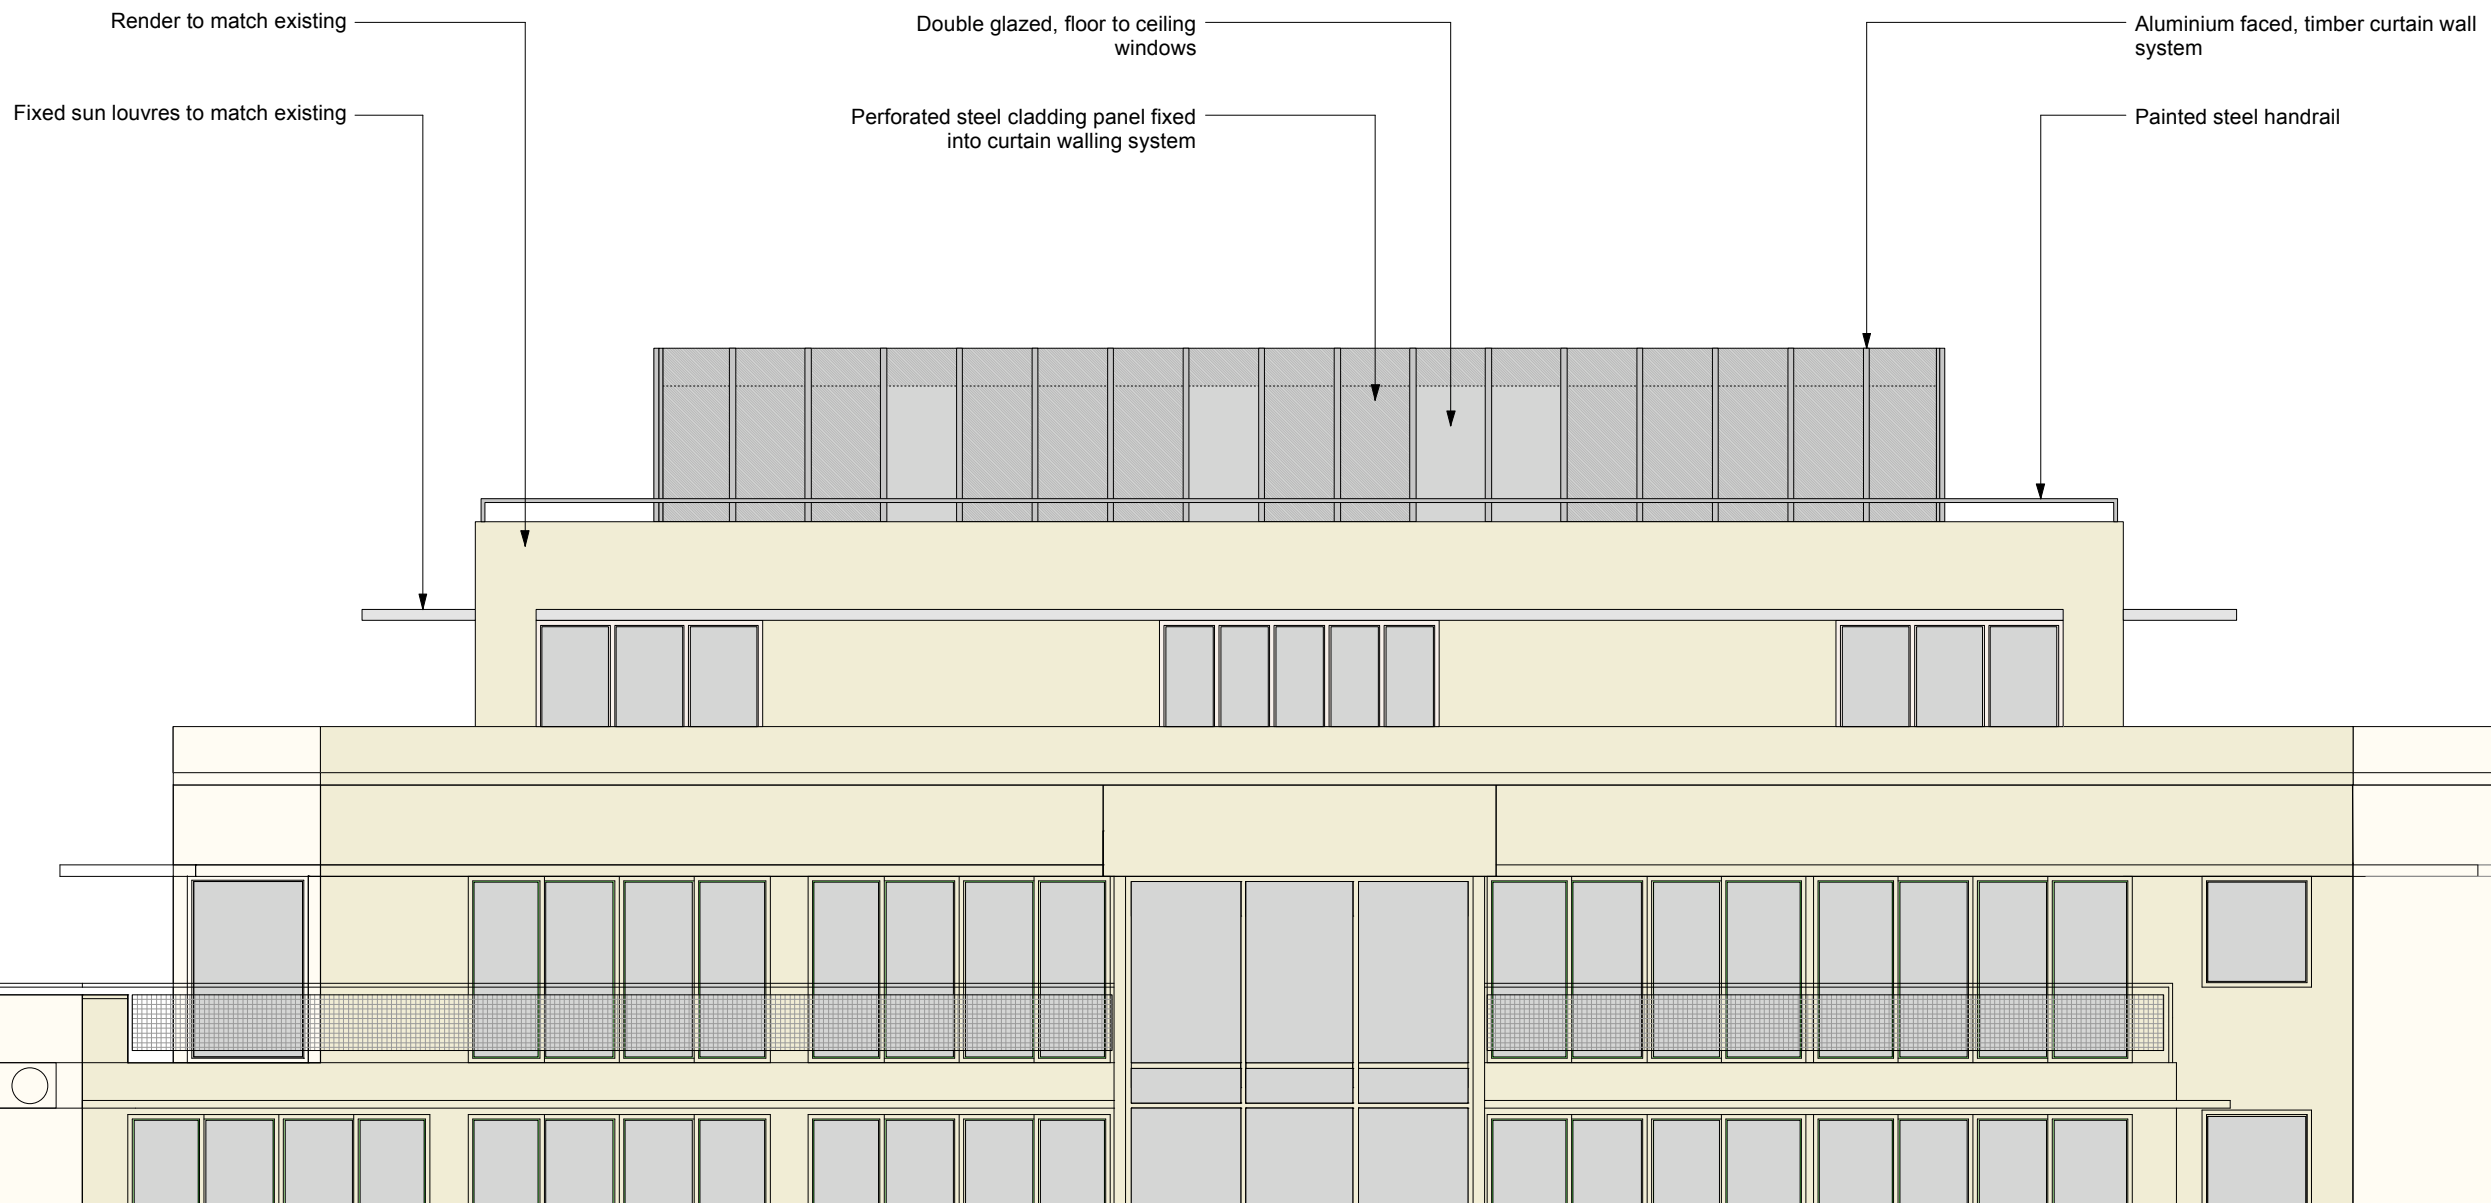 Render to match existing
Fixed sun louvres to match existing
Double glazed, floor to ceiling
windows
Perforated steel cladding panel fixed
into curtain walling system
Aluminium faced, timber curtain wall
system
Painted steel handrail